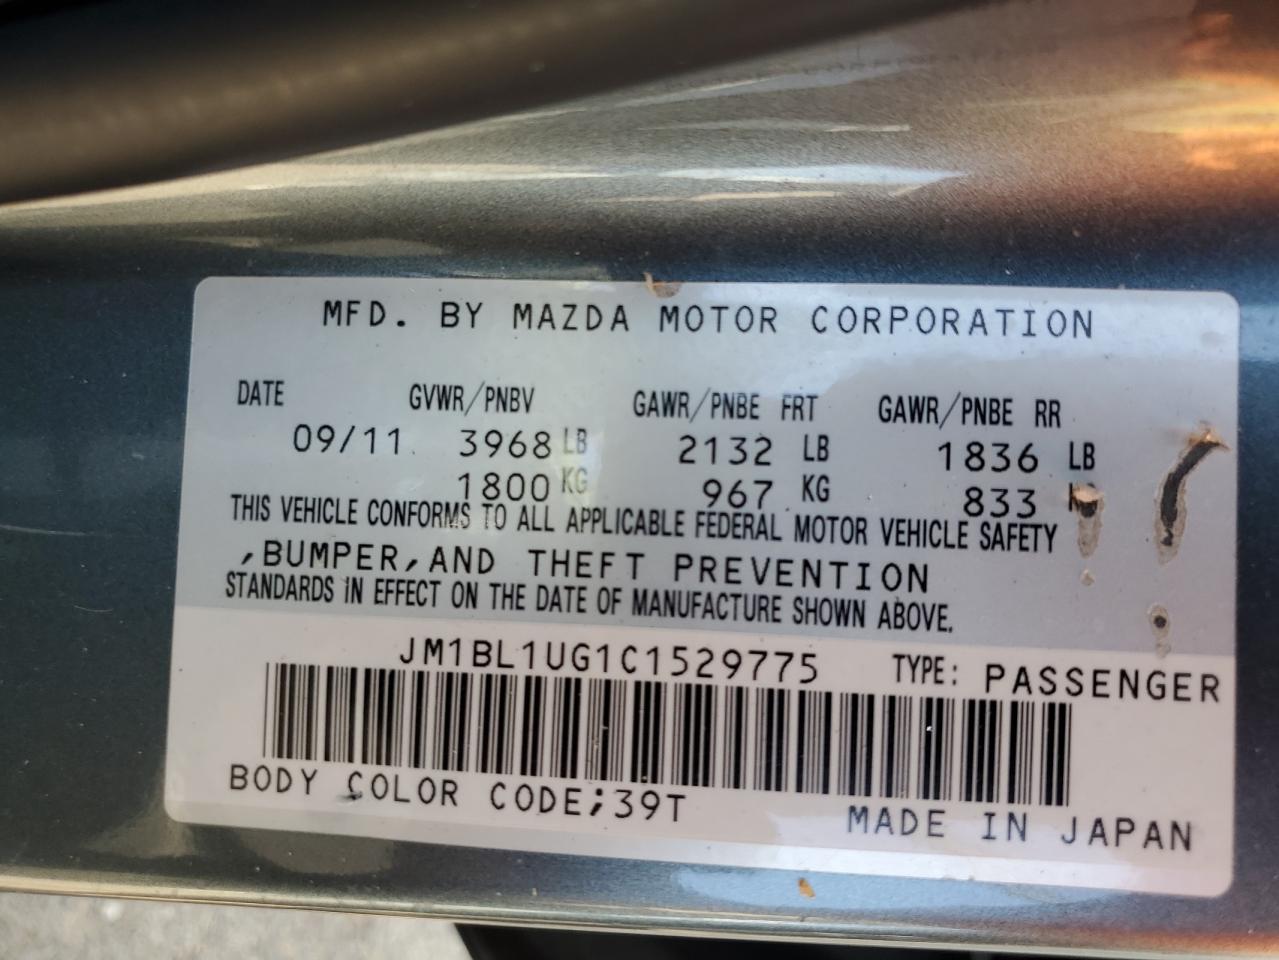 MFD. BY MAZDA MOTOR CORPORATION
DATE GVWR/PNBV GAWR/PNBE FRT GAWR/PNBE RR
09/11 3968 LB 2132 LB 1836 LB
1800 KG 967 KG 833
THIS VEHICLE CONFORMS TO ALL APPLICABLE FEDERAL MOTOR VEHICLE SAFETY
,BUMPER,AND THEFT PREVENTION
STANDARDS IN EFFECT ON THE DATE OF MANUFACTURE SHOWN ABOVE.
JM1BL1UG1C1529775 TYPE: PASSENGER
BODY COLOR CODE;39T
MADE IN JAPAN